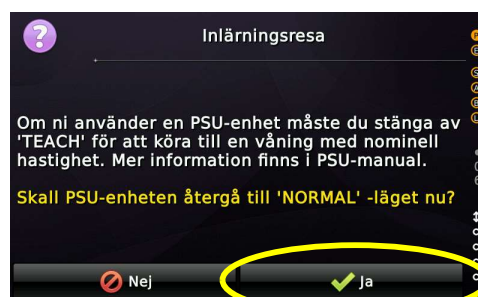 Inlärningsresa
Om ni använder en PSU-enhet måste du stänga av
'TEACH' för att köra till en våning med nominell
hastighet. Mer information finns i PSU-manual.
Skall PSU-enheten återgå till 'NORMAL' -läget nu?
Nej
Ja